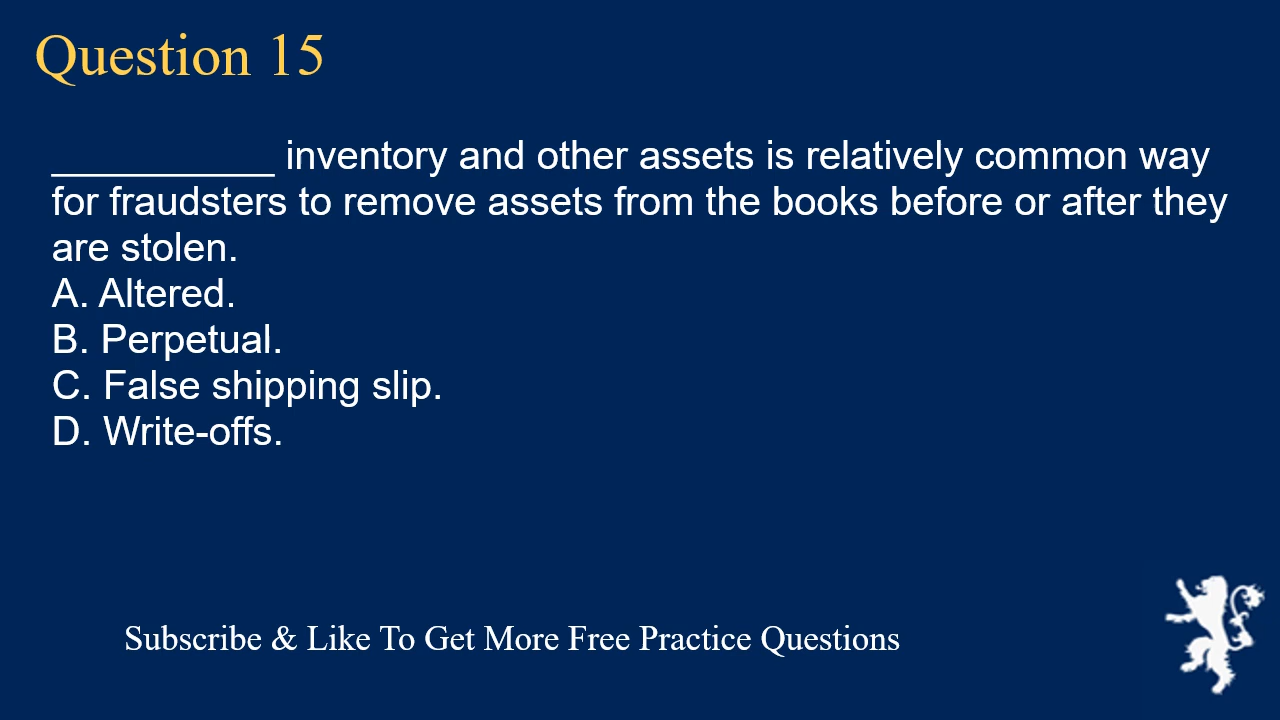 Question 15
__________ inventory and other assets is relatively common way
for fraudsters to remove assets from the books before or after they
are stolen.
A. Altered.
B. Perpetual.
C. False shipping slip.
D. Write-offs.
Subscribe & Like To Get More Free Practice Questions